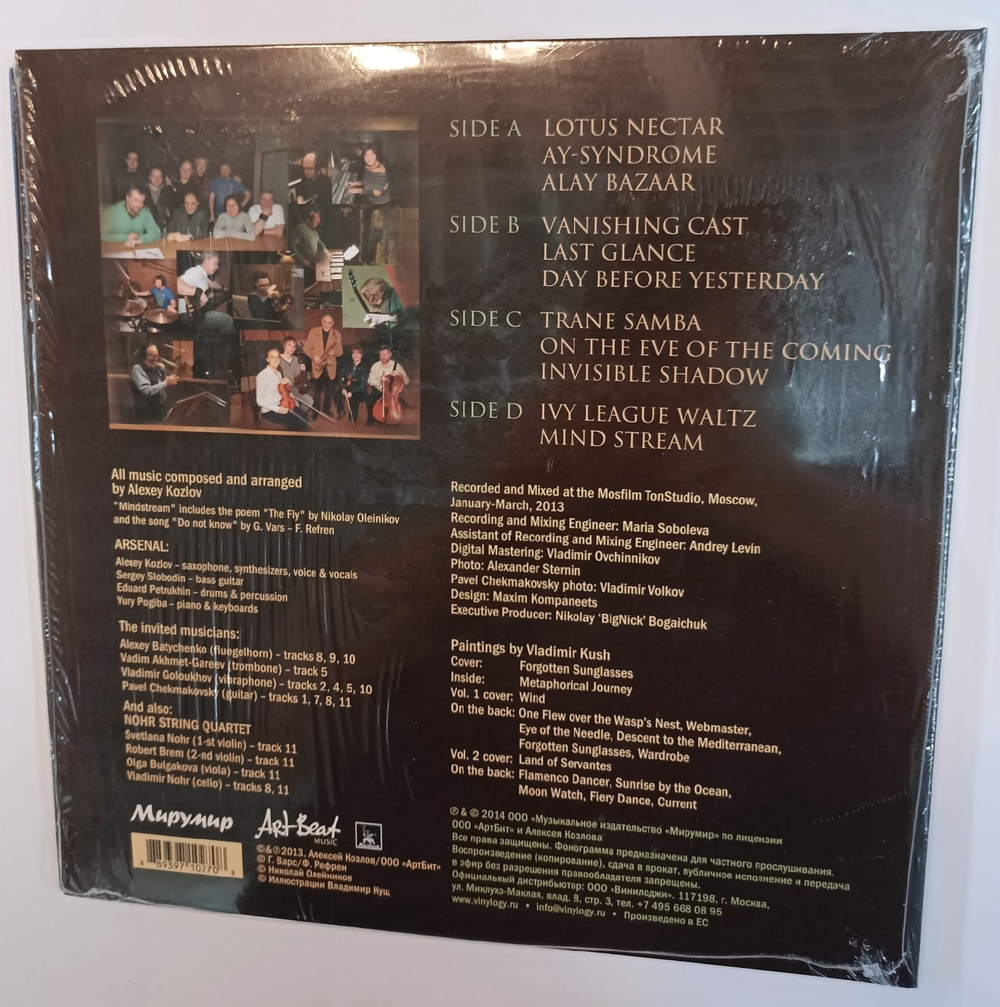 SIDE A LOTUS NECTAR
AY-SYNDROME
ALAY BAZAAR
SIDE B VANISHING CAST
LAST GLANCE
DAY BEFORE YESTERDAY
SIDE C TRANE SAMBA
ON THE EVE OF THE COMING
INVISIBLE SHADOW
SIDE D IVY LEAGUE WALTZ
MIND STREAM
All music composed and arranged
by Alexey Kozlov
"Mindstream" includes the poem "The Fly" by Nikolay Oleinikov
and the song "Do not know" by G. Vars – F. Refren
ARSENAL:
Alexey Kozlov – saxophone, synthesizers, voice & vocals
Sergey Slobodin – bass guitar
Eduard Petrukhin – drums & percussion
Yury Pogiba – piano & keyboards
The invited musicians:
Alexey Batychenko (fluegelhorn) – tracks 8, 9, 10
Vadim Akhmet-Gareev (trombone) – track 5
Vladimir Goloukhov (vibraphone) – tracks 2, 4, 5, 10
Pavel Chekmakovsky (guitar) – tracks 1, 7, 8, 11
And also:
NOHR STRING QUARTET
Svetlana Nohr (1-st violin) – track 11
Robert Brem (2-nd violin) – track 11
Olga Bulgakova (viola) – track 11
Vladimir Nohr (cello) – tracks 8, 11
Recorded and Mixed at the Mosfilm TonStudio, Moscow,
January-March, 2013
Recording and Mixing Engineer: Maria Soboleva
Assistant of Recording and Mixing Engineer: Andrey Levin
Digital Mastering: Vladimir Ovchinnikov
Photo: Alexander Sternin
Pavel Chekmakovsky photo: Vladimir Volkov
Design: Maxim Kompaneets
Executive Producer: Nikolay ‘BigNick’ Bogaichuk
Paintings by Vladimir Kush
Cover: Forgotten Sunglasses
Inside: Metaphorical Journey
Vol. 1 cover: Wind
On the back: One Flew over the Wasp's Nest, Webmaster,
Eye of the Needle, Descent to the Mediterranean,
Forgotten Sunglasses, Wardrobe
Vol. 2 cover: Land of Servantes
On the back: Flamenco Dancer, Sunrise by the Ocean,
Moon Watch, Fiery Dance, Current
Мирумир
ArtBeat
MUSIC
8 89397 10270 8
©&℗2013, Алексей Козлов/ООО «АртБит»
© Г. Варс/Ф. Рефрен
© Николай Олейников
© Иллюстрации Владимир Кущ
℗ & © 2014 ООО «Музыкальное издательство «Мирумир» по лицензии
ООО «АртБит» и Алексея Козлова
Все права защищены. Фонограмма предназначена для частного прослушивания.
Воспроизведение (копирование), сдача в прокат, публичное исполнение и передача
в эфир без разрешения правообладателя запрещены.
Официальный дистрибьютор: ООО «Винилоджи». 117198, г. Москва,
ул. Миклухо-Маклая, влад. 8, стр. 3, тел. +7 495 668 08 95
www.vinylogy.ru • info@vinylogy.ru • Произведено в ЕС